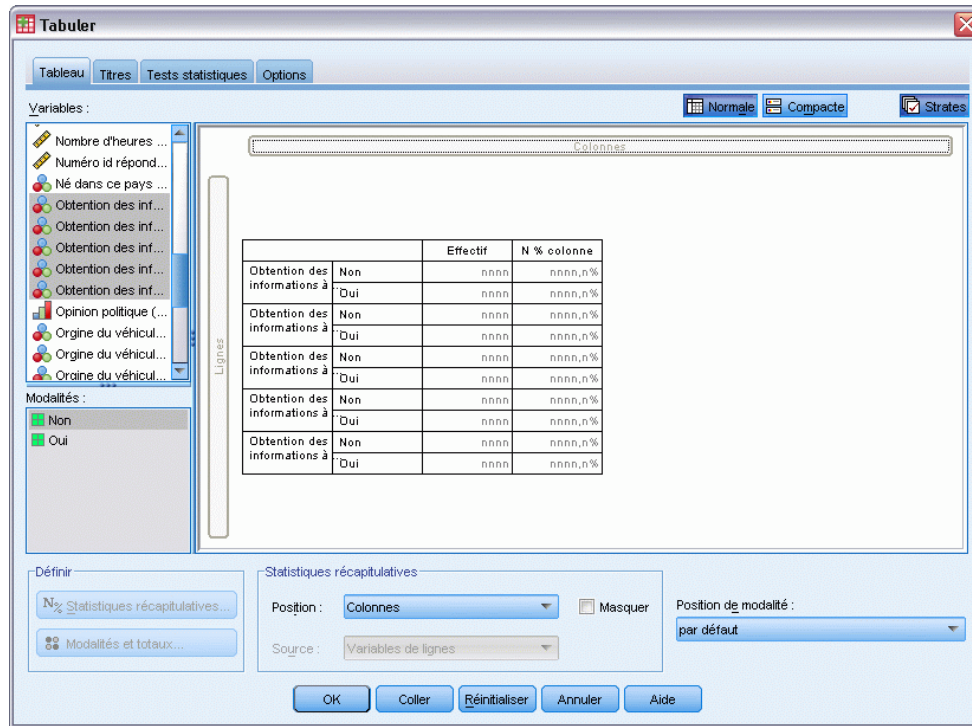 Tabuler
Tableau Titres Tests statistiques Options
Variables :
Normale Compacte Strates
Nombre d'heures ...
Numéro id répond...
Né dans ce pays ...
Obtention des inf...
Obtention des inf...
Obtention des inf...
Obtention des inf...
Obtention des inf...
Opinion politique (...
Orgine du véhicul...
Orgine du véhicul...
Orgine du véhicul...
Modalités :
Non
Oui
Colonnes
Lignes
Effectif N % colonne
Obtention des informations à Non nnnn nnnn,n%
Oui nnnn nnnn,n%
Obtention des informations à Non nnnn nnnn,n%
Oui nnnn nnnn,n%
Obtention des informations à Non nnnn nnnn,n%
Oui nnnn nnnn,n%
Obtention des informations à Non nnnn nnnn,n%
Oui nnnn nnnn,n%
Obtention des informations à Non nnnn nnnn,n%
Oui nnnn nnnn,n%
Définir
N% Statistiques récapitulatives...
Modalités et totaux...
Statistiques récapitulatives
Position : Colonnes Masquer
Source : Variables de lignes
Position de modalité :
par défaut
OK Coller Réinitialiser Annuler Aide